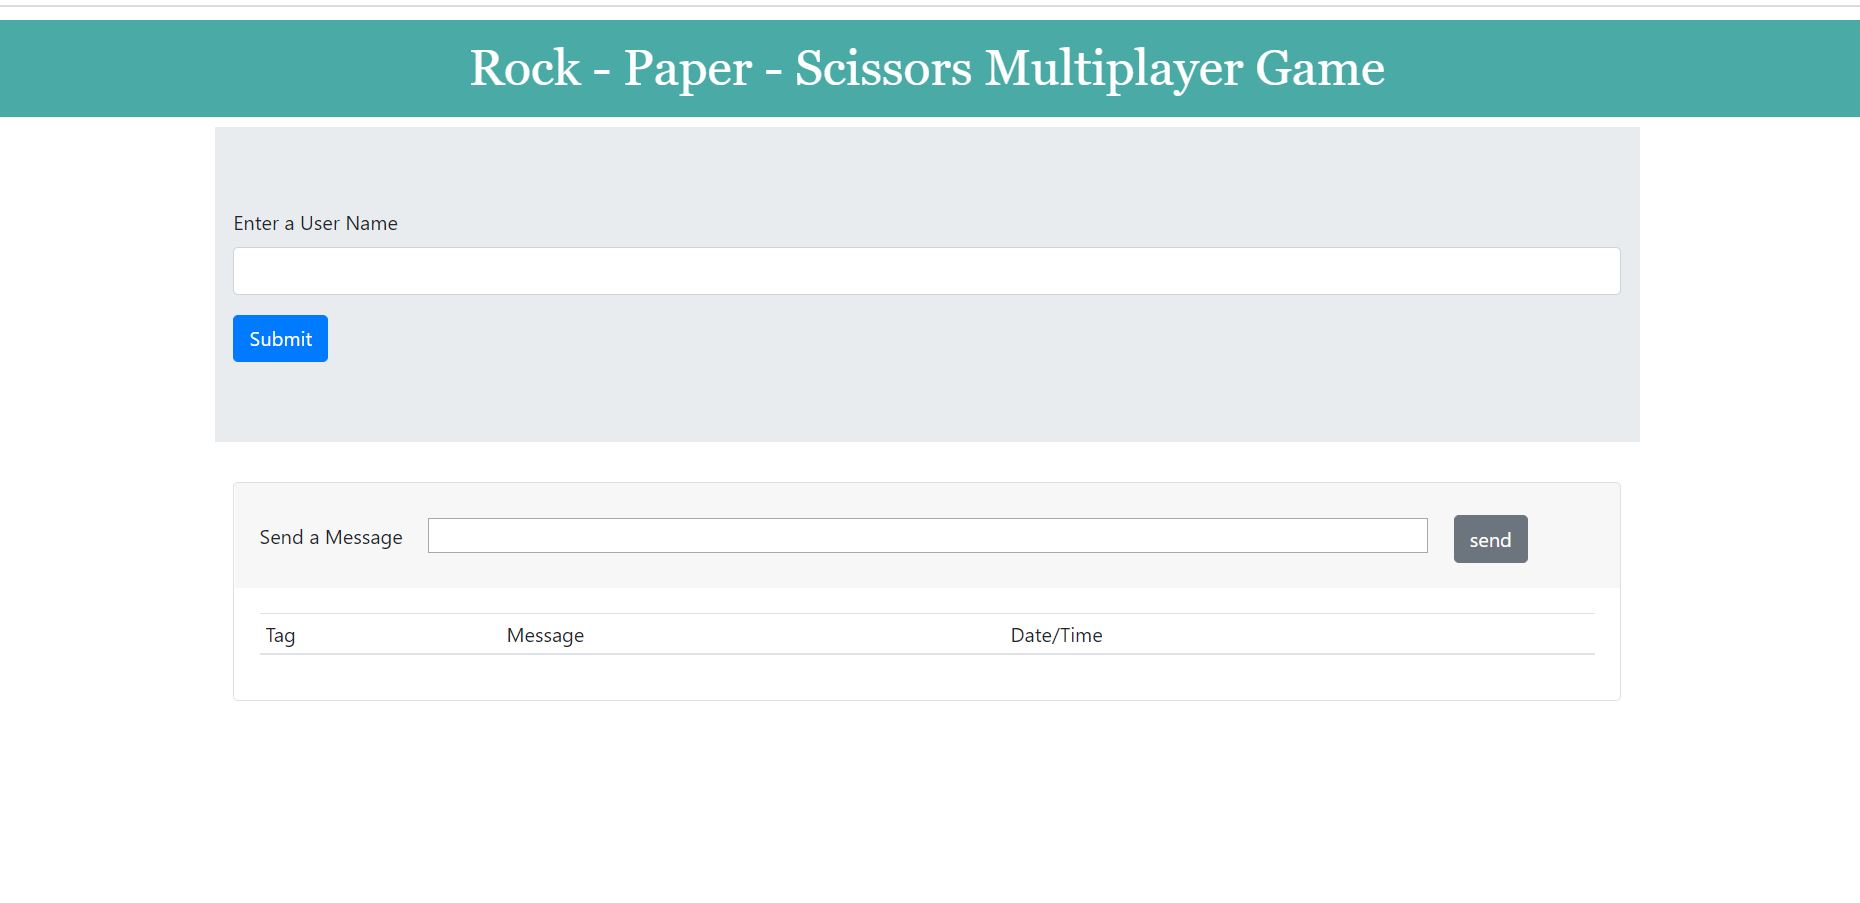 Rock - Paper - Scissors Multiplayer Game
Enter a User Name
Submit
Send a Message send
Tag Message Date/Time